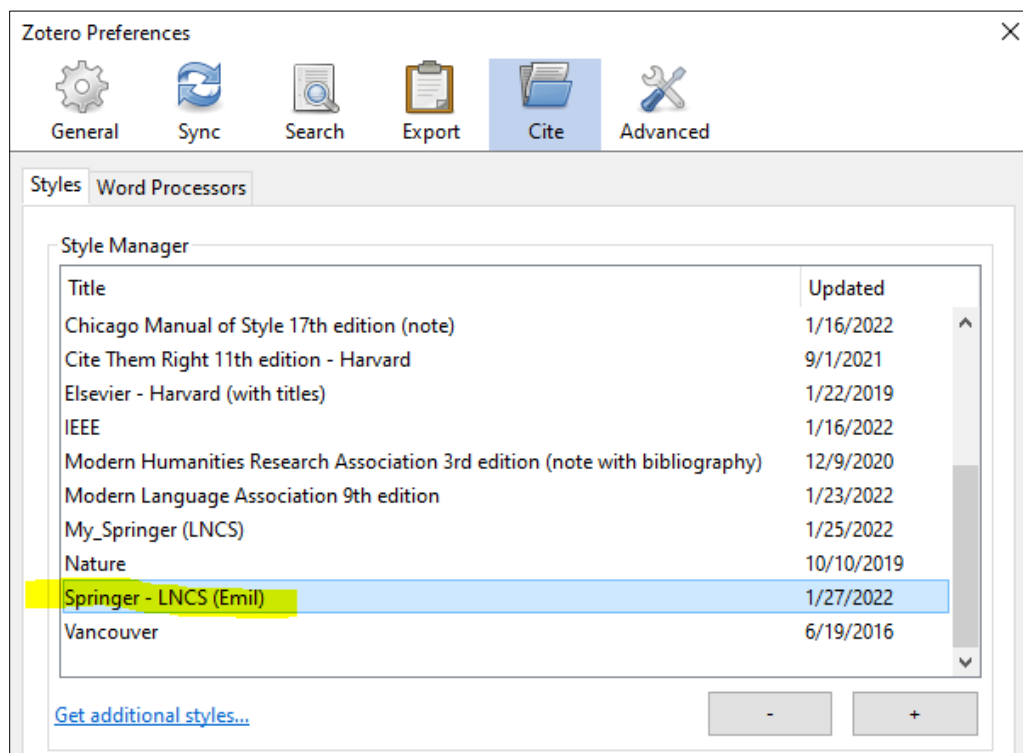 Zotero Preferences
General Sync Search Export Cite Advanced
Styles Word Processors
Style Manager
Title Updated
Chicago Manual of Style 17th edition (note) 1/16/2022
Cite Them Right 11th edition - Harvard 9/1/2021
Elsevier - Harvard (with titles) 1/22/2019
IEEE 1/16/2022
Modern Humanities Research Association 3rd edition (note with bibliography) 12/9/2020
Modern Language Association 9th edition 1/23/2022
My_Springer (LNCS) 1/25/2022
Nature 10/10/2019
Springer - LNCS (Emil) 1/27/2022
Vancouver 6/19/2016
Get additional styles... - +